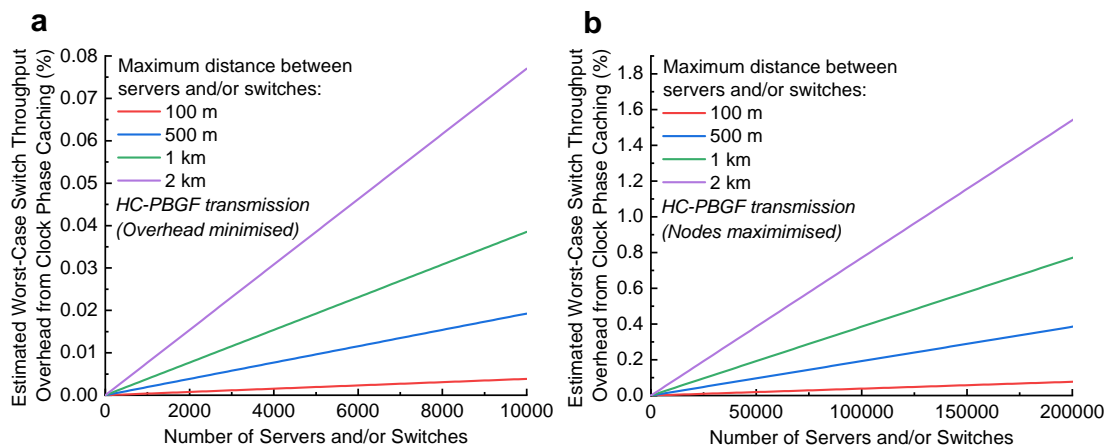 a
Estimated Worst-Case Switch Throughput
Overhead from Clock Phase Caching (%)
0.08
0.07
0.06
0.05
0.04
0.03
0.02
0.01
0.00
Maximum distance between
servers and/or switches:
100 m
500 m
1 km
2 km
HC-PBGF transmission
(Overhead minimised)
0 2000 4000 6000 8000 10000
Number of Servers and/or Switches
b
Estimated Worst-Case Switch Throughput
Overhead from Clock Phase Caching (%)
1.8
1.6
1.4
1.2
1.0
0.8
0.6
0.4
0.2
0.0
Maximum distance between
servers and/or switches:
100 m
500 m
1 km
2 km
HC-PBGF transmission
(Nodes maximimised)
0 50000 100000 150000 200000
Number of Servers and/or Switches